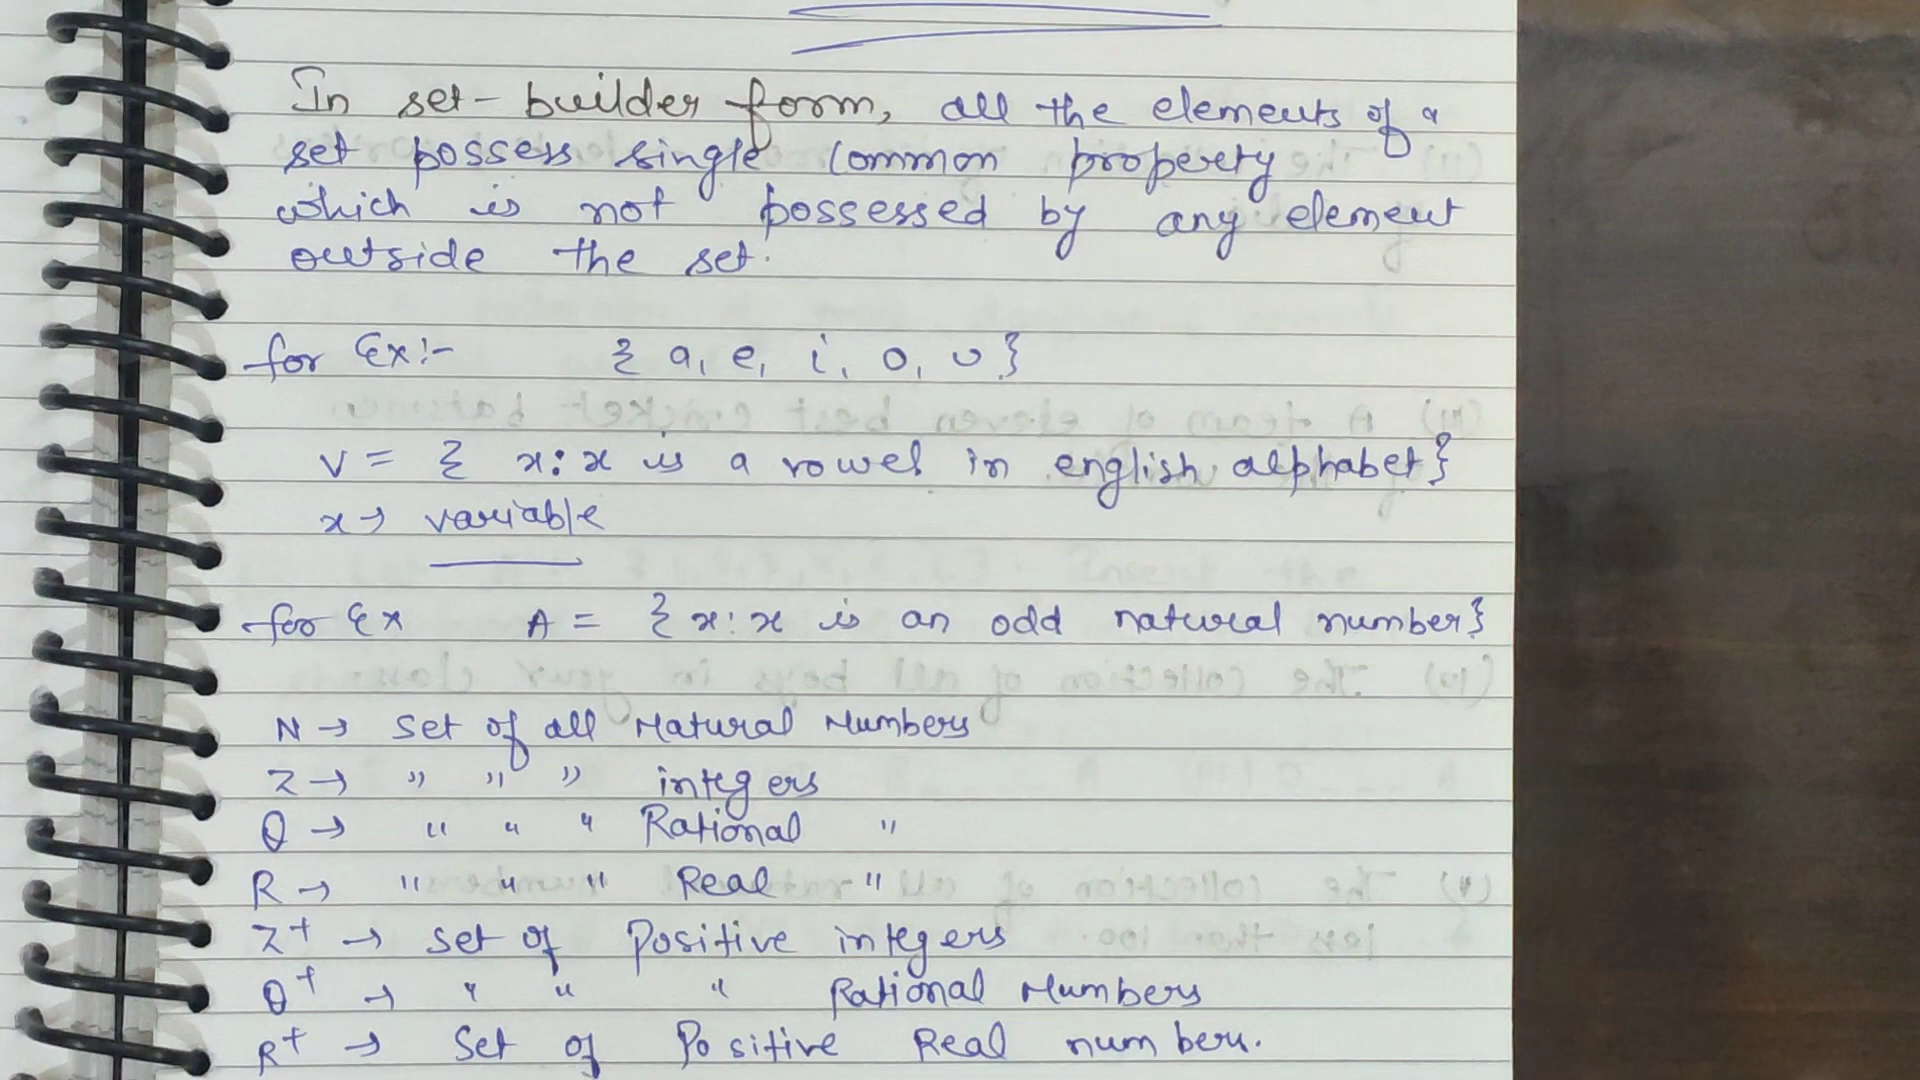 In set-builder form, all the elements of a
set possess single common property
which is not possessed by any element
outside the set.
for Ex:- { a, e, i, o, u }
V = { x: x is a vowel in english alphabet }
x → variable
for Ex A = { x: x is an odd natural number }
N → Set of all Natural Numbers
Z → " " " integers
Q → " " " Rational "
R → " " " Real "
Z+ → Set of Positive integers
Q+ → " " " Rational Numbers
R+ → Set of Positive Real numbers.